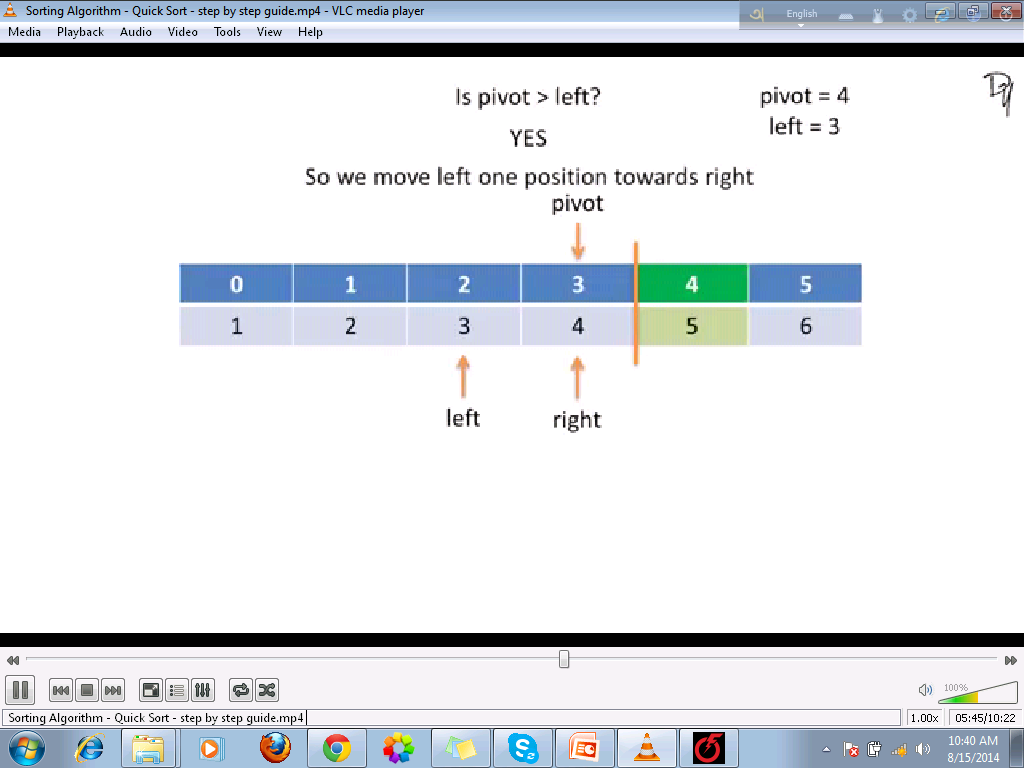 Sorting Algorithm - Quick Sort - step by step guide.mp4 - VLC media player
English
Media Playback Audio Video Tools View Help
Is pivot > left?
pivot = 4
YES
left = 3
So we move left one position towards right
pivot
0 1 2 3 4 5
1 2 3 4 5 6
left right
100%
Sorting Algorithm - Quick Sort - step by step guide.mp4
1.00x 05:45/10:22
10:40 AM
8/15/2014